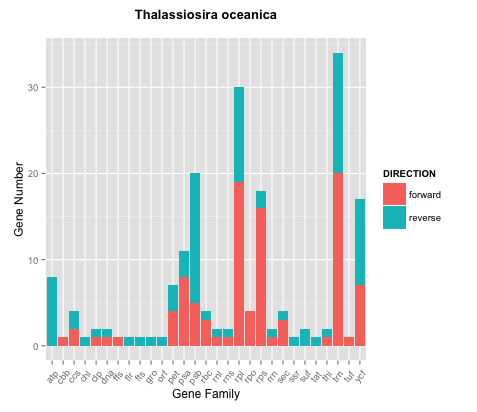 Thalassiosira oceanica
Gene Number
30
20
10
0
atp cbb ccs chl clp dna ffs flr fts gro orf pet psa psb rbc rnl rns rpl rpo rps rrn sec ssr suf tat thi trn tuf ycf
Gene Family
DIRECTION
forward
reverse